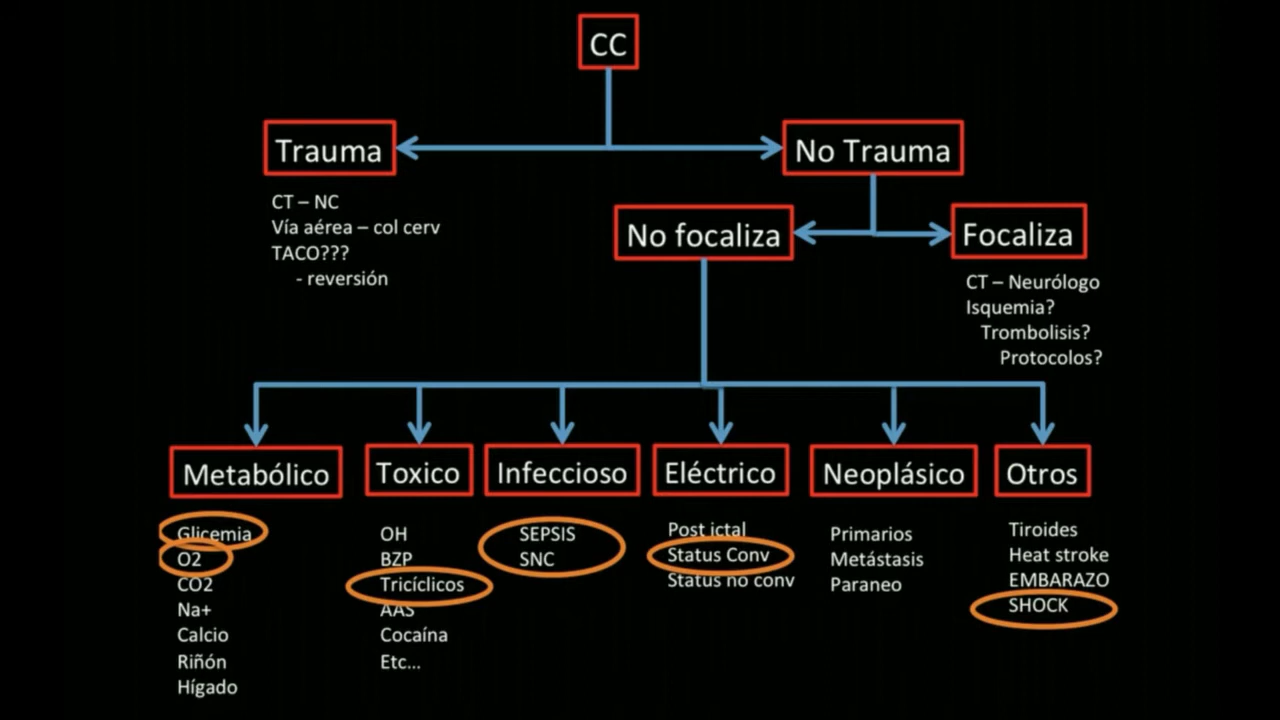 CC
Trauma
No Trauma
CT – NC
Vía aérea – col cerv
TACO???
- reversión
No focaliza
Focaliza
CT – Neurólogo
Isquemia?
Trombolisis?
Protocolos?
Metabólico
Glicemia
O2
CO2
Na+
Calcio
Riñón
Hígado
Toxico
OH
BZP
Tricíclicos
AAS
Cocaína
Etc...
Infeccioso
SEPSIS
SNC
Eléctrico
Post ictal
Status Conv
Status no conv
Neoplásico
Primarios
Metástasis
Paraneo
Otros
Tiroides
Heat stroke
EMBARAZO
SHOCK